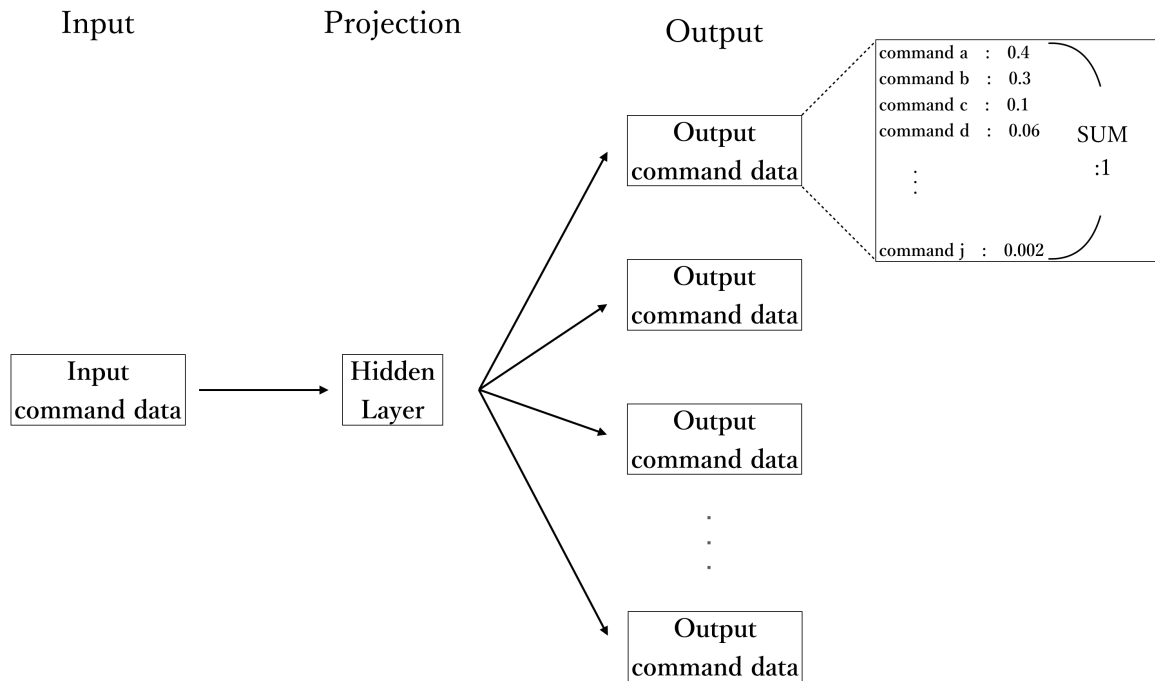 Input
Projection
Output
command a : 0.4
command b : 0.3
command c : 0.1
command d : 0.06
SUM
:1
command j : 0.002
Output
command data
Output
command data
Input
command data
Hidden
Layer
Output
command data
Output
command data